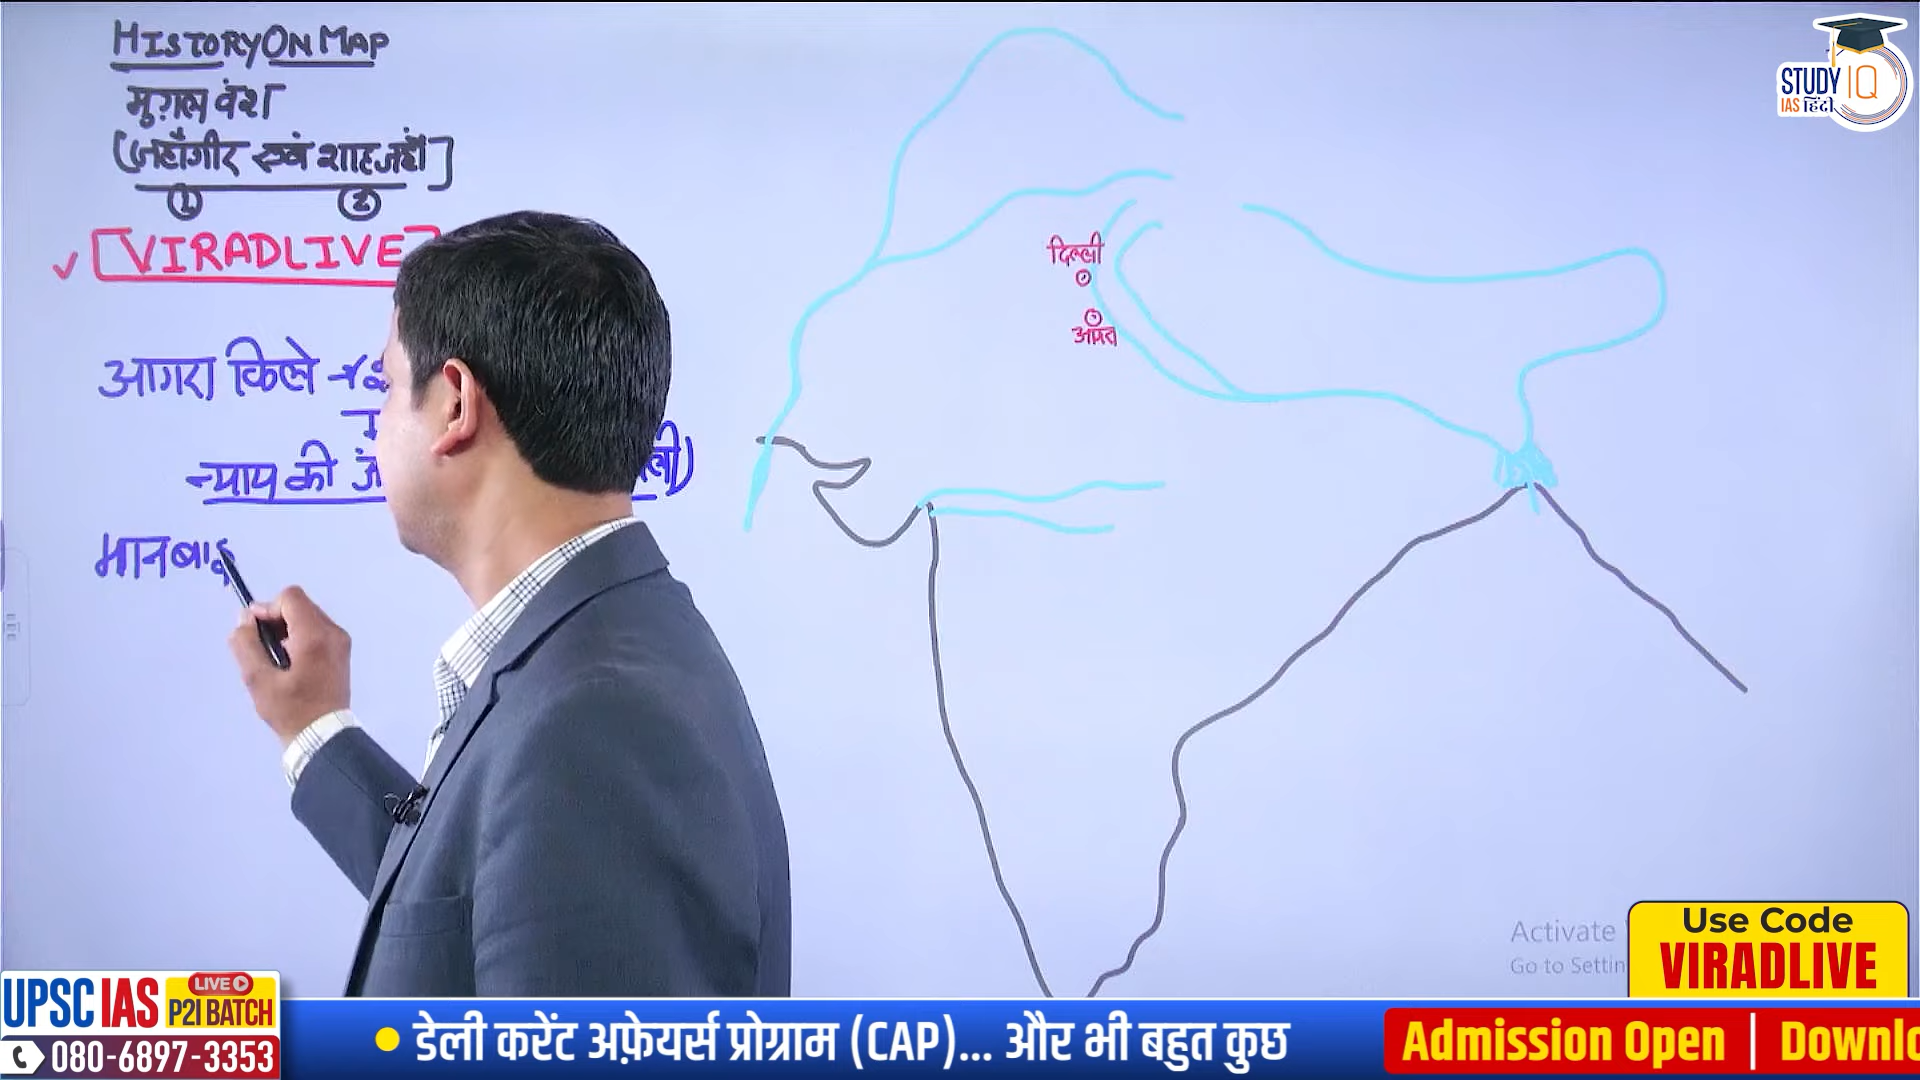 HISTORY ON MAP
मुग़ल वंश
(जहाँगीर एवं शाहजहाँ]
1 2
✓ [VIRADLIVE
आगरा किले
न्याय की
मानबाई
दिल्ली
आगरा
STUDY IQ
IAS हिंदी
Activate
Go to Settin
Use Code
VIRADLIVE
UPSC IAS LIVE
P2I BATCH
080-6897-3353
• डेली करेंट अफ़ेयर्स प्रोग्राम (CAP)... और भी बहुत कुछ
Admission Open | Downlo